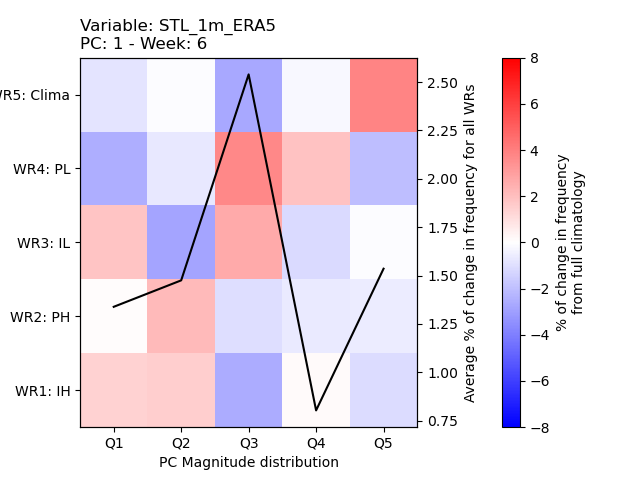 Variable: STL_1m_ERA5
PC: 1 - Week: 6
WR5: Clima
WR4: PL
WR3: IL
WR2: PH
WR1: IH
Q1 Q2 Q3 Q4 Q5
PC Magnitude distribution
2.50
2.25
2.00
1.75
1.50
1.25
1.00
0.75
Average % of change in frequency for all WRs
8
6
4
2
0
−2
−4
−6
−8
% of change in frequency
from full climatology